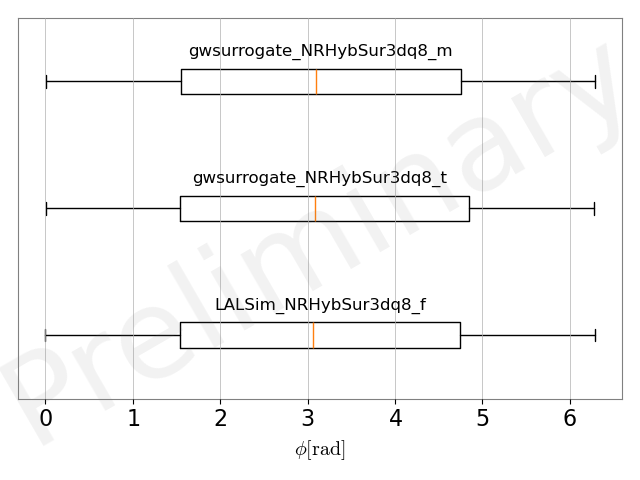 gwsurrogate_NRHybSur3dq8_m
gwsurrogate_NRHybSur3dq8_t
LALSim_NRHybSur3dq8_f
Preliminary
0 1 2 3 4 5 6
ϕ[rad]